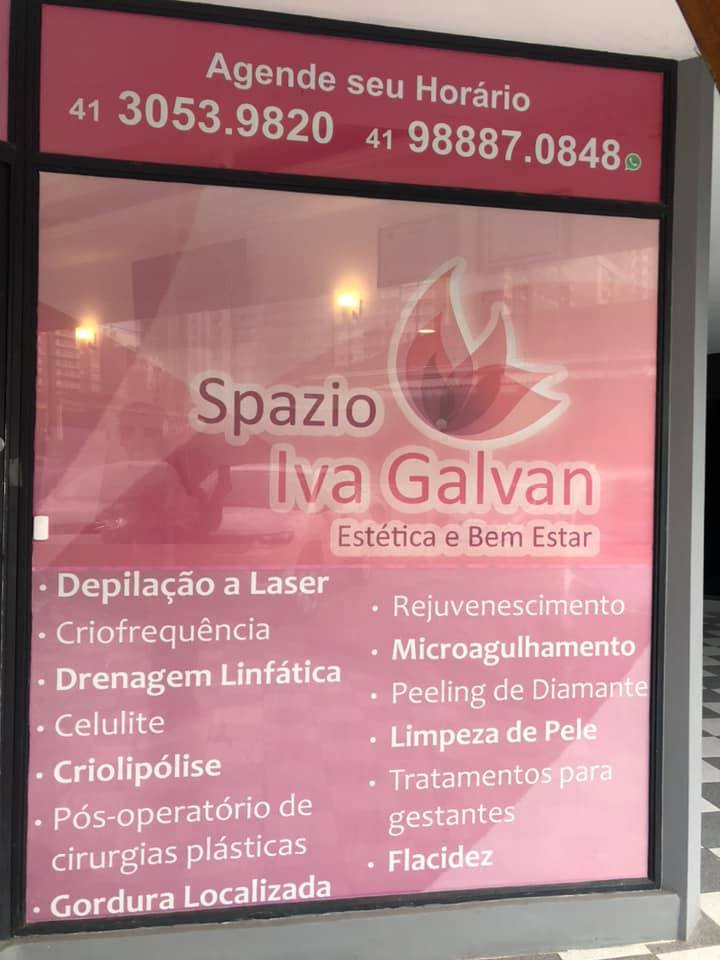 Agende seu Horário
41 3053.9820 41 98887.0848
Spazio
Iva Galvan
Estética e Bem Estar
• Depilação a Laser
• Criofrequência
• Drenagem Linfática
• Celulite
• Criolipólise
• Pós-operatório de
cirurgias plásticas
• Gordura Localizada
• Rejuvenescimento
• Microagulhamento
• Peeling de Diamante
• Limpeza de Pele
• Tratamentos para
gestantes
• Flacidez